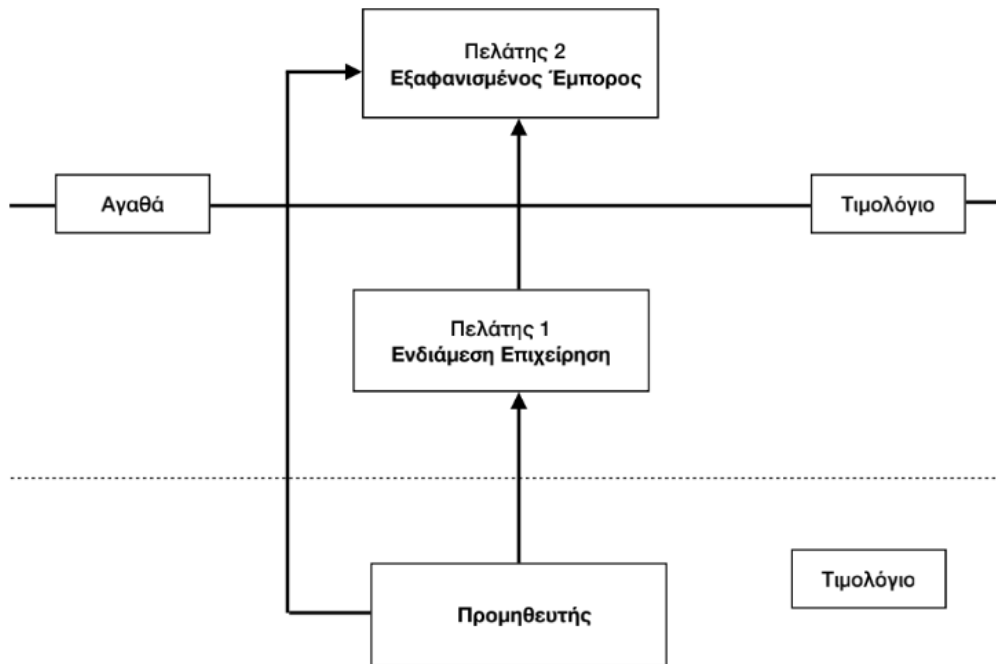 Πελάτης 2
Εξαφανισμένος Έμπορος
Αγαθά
Τιμολόγιο
Πελάτης 1
Ενδιάμεση Επιχείρηση
Τιμολόγιο
Προμηθευτής